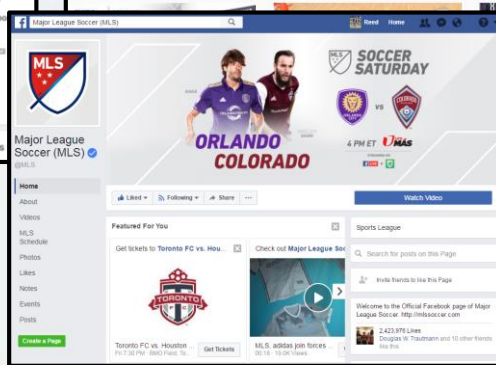 Major League Soccer (MLS)
Reed Home
MLS
SOCCER
SATURDAY
ORLANDO
COLORADO
VS
4 PM ET UMAS
Major League
Soccer (MLS)
@MLS
Home
About
Videos
MLS
Schedule
Photos
Likes
Notes
Events
Posts
Create a Page
Liked Following Share
Watch Video
Featured For You
Get tickets to Toronto FC vs. Hou...
TORONTO
Toronto FC vs. Houston
Get Tickets
Check out Major League Soc
MLS, adidas join forces
Sports League
Search for posts on this Page
Invite friends to like this Page
Welcome to the Official Facebook page of Major
League Soccer. http://mlssoccer.com
2,423,976 Likes
Douglas W. Trautmann and 10 other friends
like this